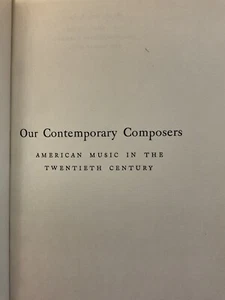 Our Contemporary Composers
AMERICAN MUSIC IN THE
TWENTIETH CENTURY